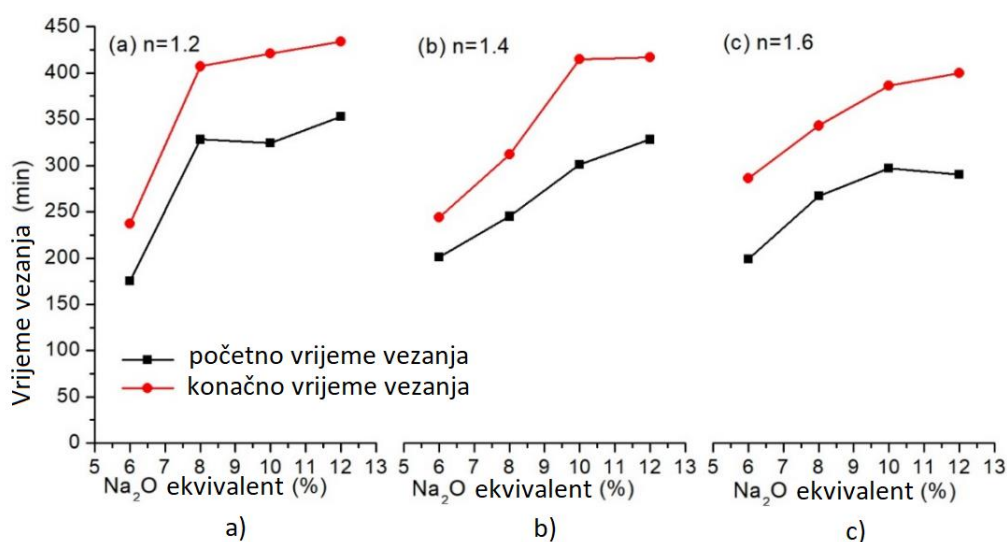 (a) n=1.2
(b) n=1.4
(c) n=1.6
450
400
350
300
250
200
150
100
50
0
Vrijeme vezanja (min)
početno vrijeme vezanja
konačno vrijeme vezanja
5 6 7 8 9 10 11 12 13
5 6 7 8 9 10 11 12 13
5 6 7 8 9 10 11 12 13
Na₂O ekvivalent (%)
Na₂O ekvivalent (%)
Na₂O ekvivalent (%)
a)
b)
c)